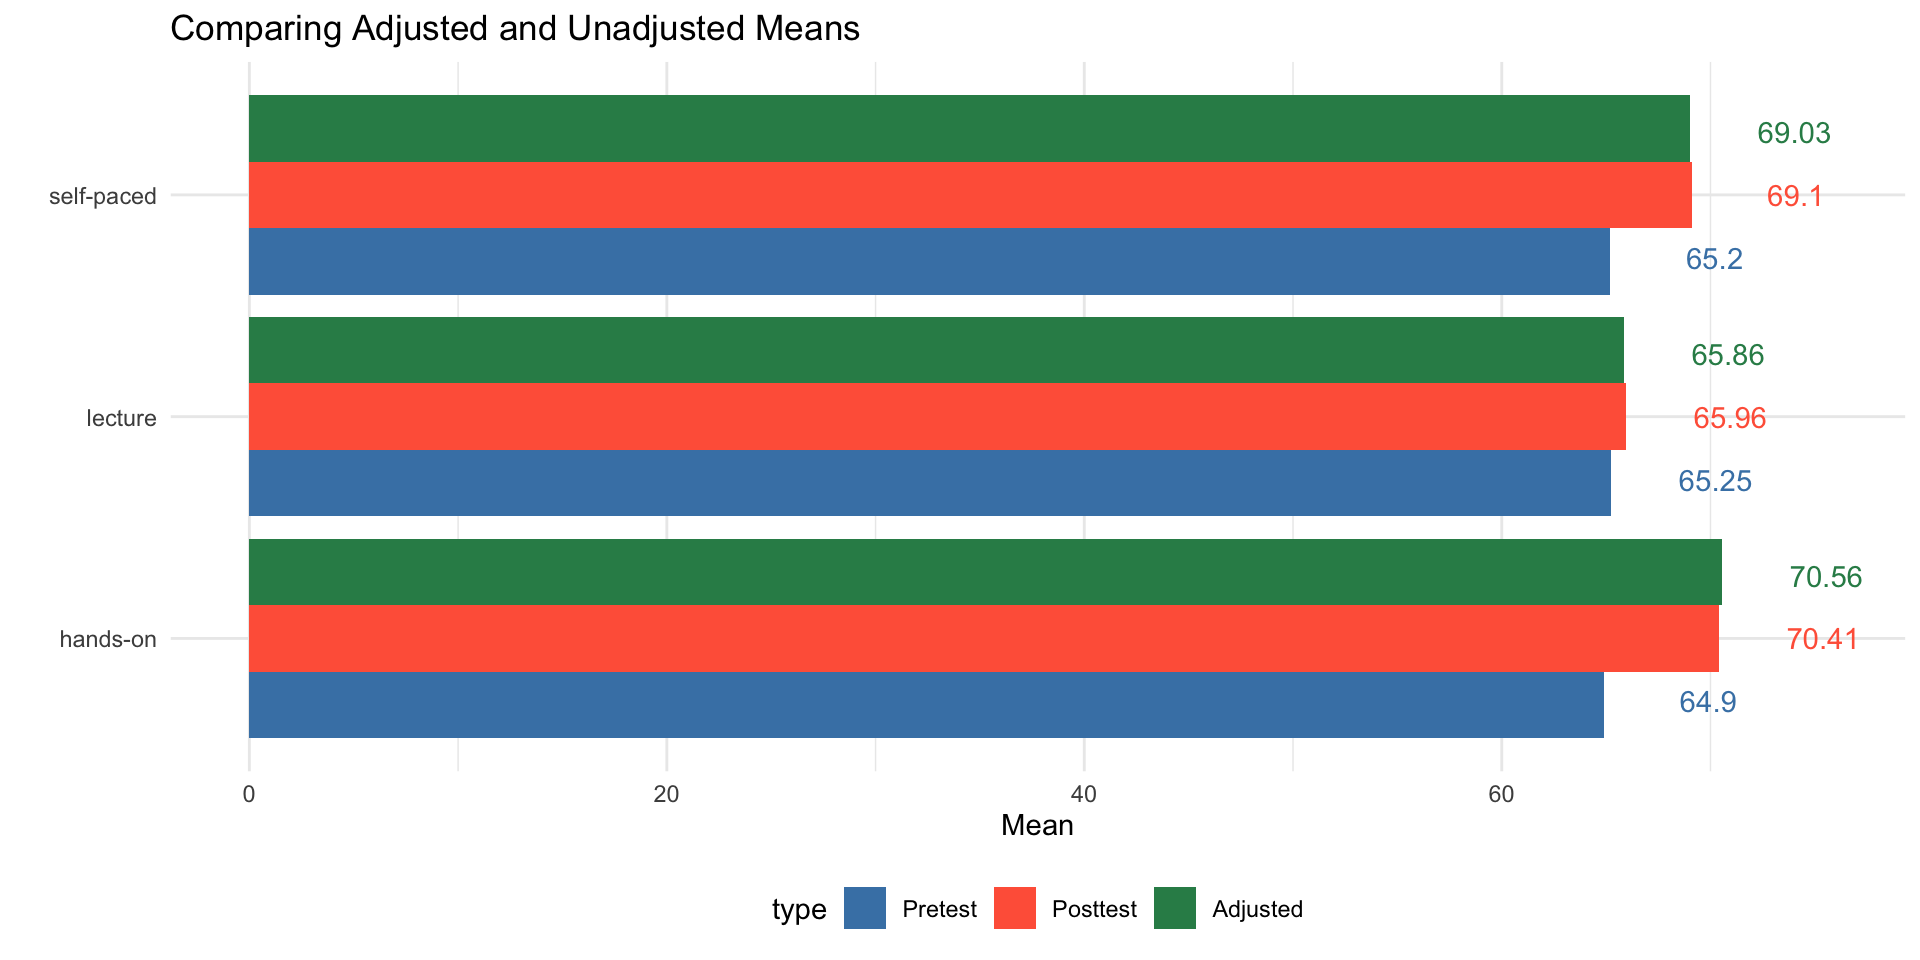 Comparing Adjusted and Unadjusted Means
69.03
self-paced 69.1
65.2
65.86
lecture 65.96
65.25
70.56
hands-on 70.41
64.9
0 20 40 60
Mean
type Pretest Posttest Adjusted